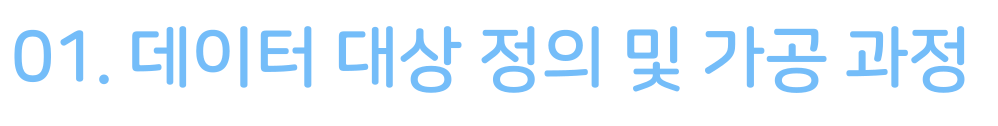 01. 데이터 대상 정의 및 가공 과정